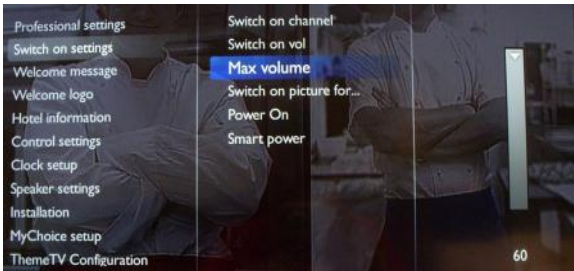 Professional settings
Switch on settings
Welcome message
Welcome logo
Hotel information
Control settings
Clock setup
Speaker settings
Installation
MyChoice setup
ThemeTV Configuration
Switch on channel
Switch on vol
Max volume
Switch on picture for...
Power On
Smart power
60